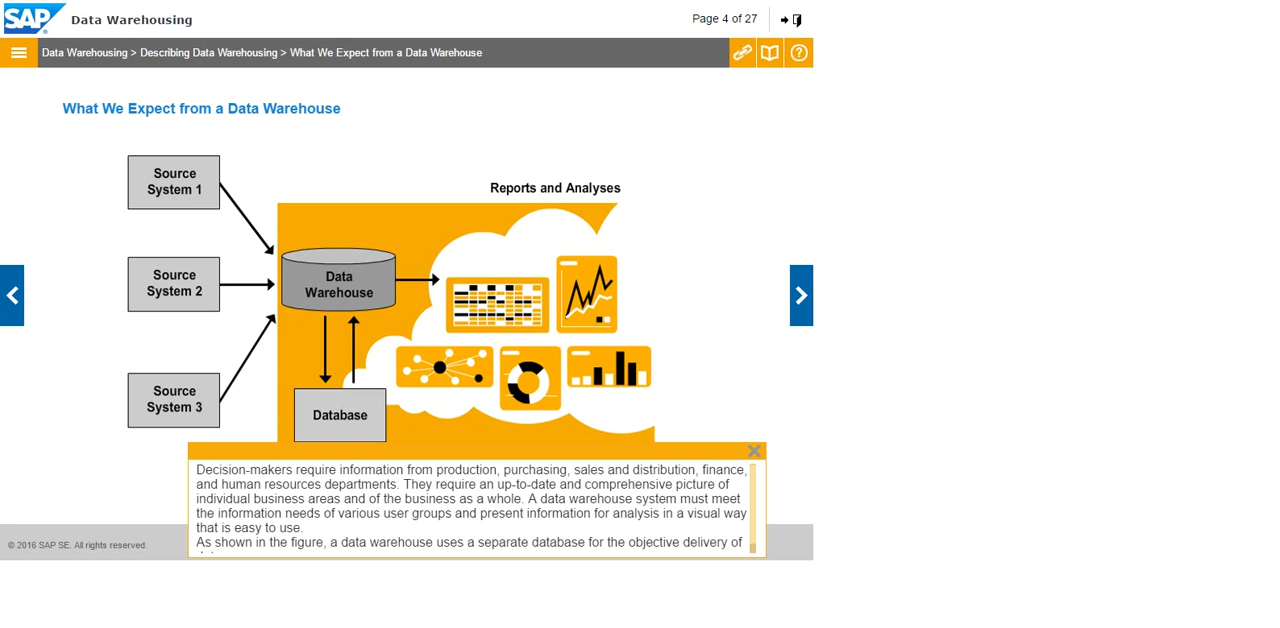 SAP
Data Warehousing
Page 4 of 27
Data Warehousing > Describing Data Warehousing > What We Expect from a Data Warehouse
What We Expect from a Data Warehouse
Source
System 1
Reports and Analyses
Source
System 2
Data
Warehouse
Source
System 3
Database
Decision-makers require information from production, purchasing, sales and distribution, finance,
and human resources departments. They require an up-to-date and comprehensive picture of
individual business areas and of the business as a whole. A data warehouse system must meet
the information needs of various user groups and present information for analysis in a visual way
that is easy to use.
As shown in the figure, a data warehouse uses a separate database for the objective delivery of
© 2016 SAP SE. All rights reserved.